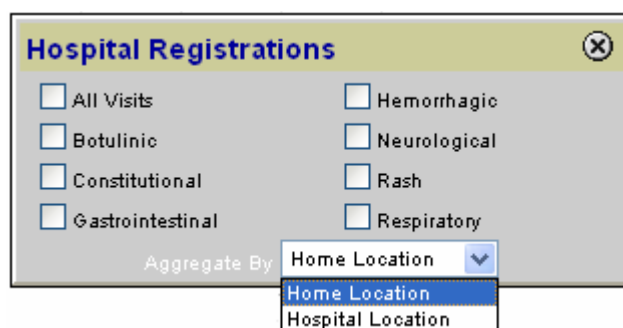 Hospital Registrations
All Visits Hemorrhagic
Botulinic Neurological
Constitutional Rash
Gastrointestinal Respiratory
Aggregate By Home Location
Home Location
Hospital Location